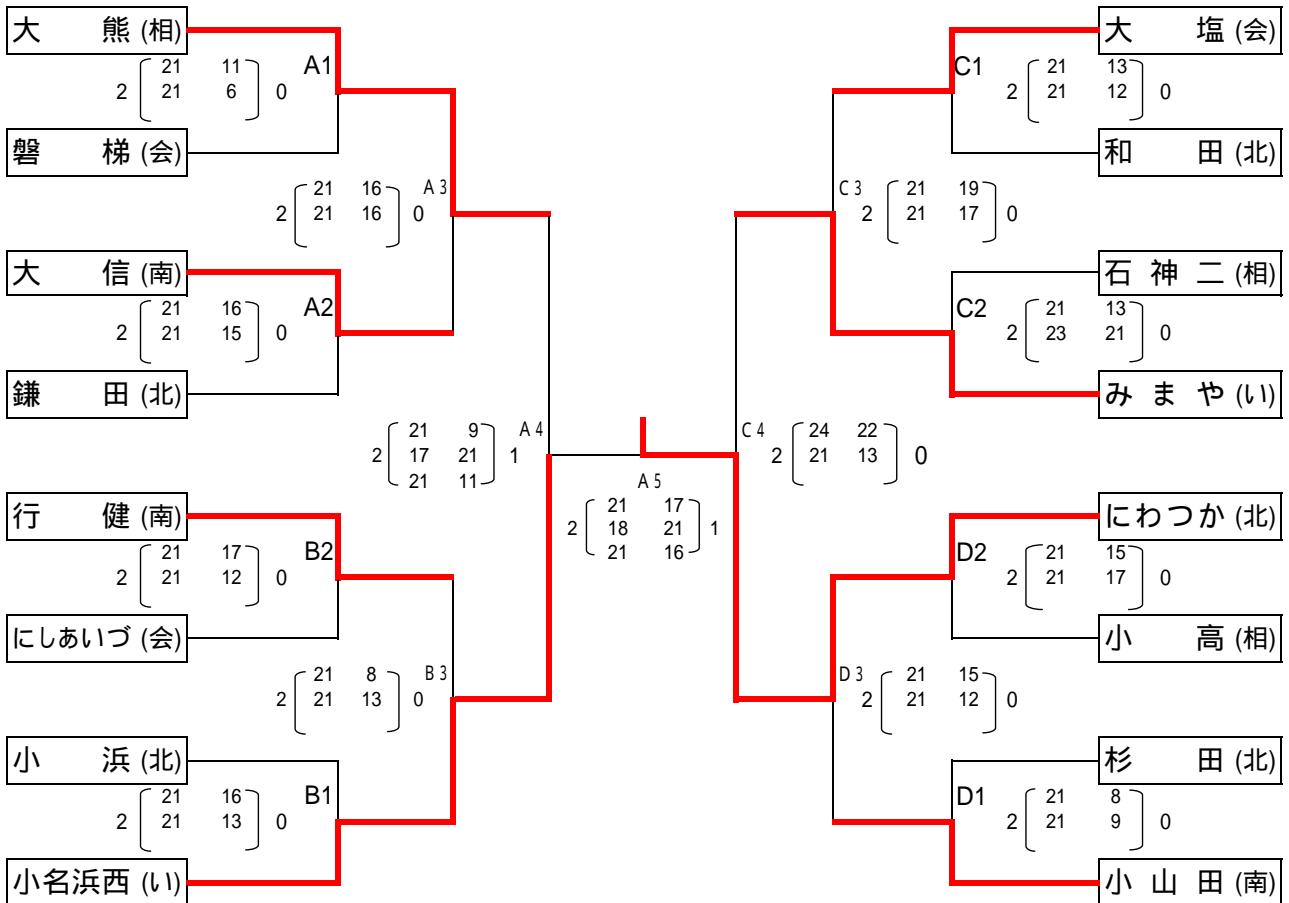 大 熊 (相)
A1
21 11
2 21 6 0
磐 梯 (会)
A3
21 16
2 21 16 0
大 信 (南)
A2
21 16
2 21 15 0
鎌 田 (北)
A4
21 9
2 17 21 1
21 11
行 健 (南)
B2
21 17
2 21 12 0
にしあいづ (会)
B3
21 8
2 21 13 0
小 浜 (北)
B1
21 16
2 21 13 0
小名浜西 (い)
A5
21 17
2 18 21 1
21 16
大 塩 (会)
C1
21 13
2 21 12 0
和 田 (北)
C3
21 19
2 21 17 0
石 神 二 (相)
C2
21 13
2 23 21 0
み ま や (い)
C4
24 22
2 21 13 0
にわつか (北)
D2
21 15
2 21 17 0
小 高 (相)
D3
21 15
2 21 12 0
杉 田 (北)
D1
21 8
2 21 9 0
小 山 田 (南)